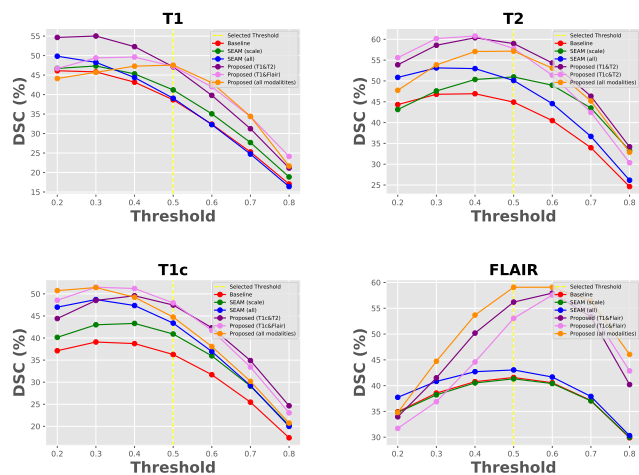 T1
DSC (%)
55
50
45
40
35
30
25
20
15
0.2 0.3 0.4 0.5 0.6 0.7 0.8
Threshold
Selected Threshold
Baseline
SEAM (scale)
SEAM (all)
Proposed (T1&T2)
Proposed (T1&Flair)
Proposed (all modalities)
T2
DSC (%)
60
55
50
45
40
35
30
25
0.2 0.3 0.4 0.5 0.6 0.7 0.8
Threshold
Selected Threshold
Baseline
SEAM (scale)
SEAM (all)
Proposed (T1&T2)
Proposed (T1c&T2)
Proposed (all modalities)
T1c
DSC (%)
50
45
40
35
30
25
20
0.2 0.3 0.4 0.5 0.6 0.7 0.8
Threshold
Selected Threshold
Baseline
SEAM (scale)
SEAM (all)
Proposed (T1c&T2)
Proposed (T1c&Flair)
Proposed (all modalities)
FLAIR
DSC (%)
60
55
50
45
40
35
30
0.2 0.3 0.4 0.5 0.6 0.7 0.8
Threshold
Selected Threshold
Baseline
SEAM (scale)
SEAM (all)
Proposed (T1&Flair)
Proposed (T1c&Flair)
Proposed (all modalities)